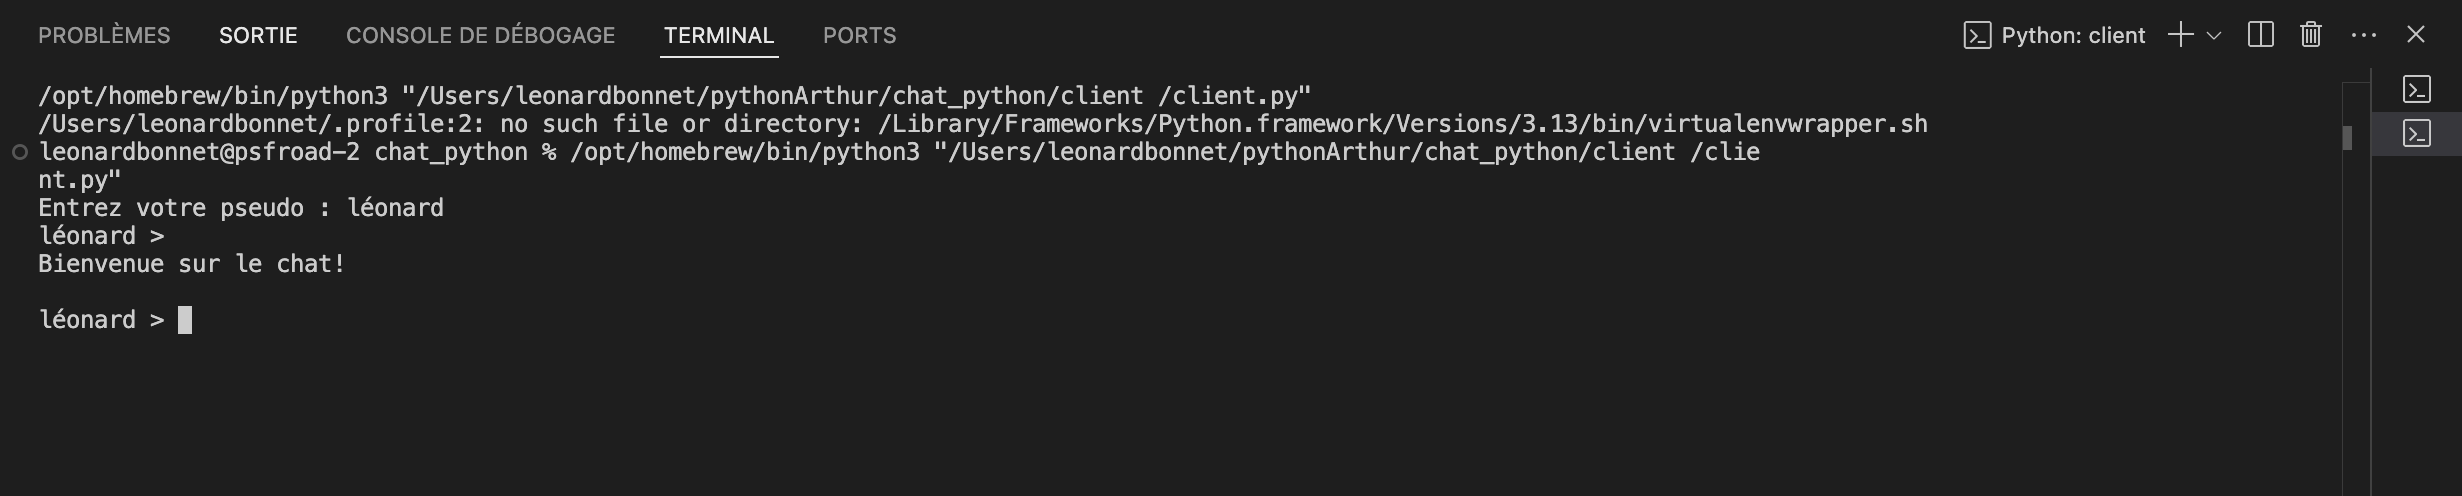 PROBLÈMES SORTIE CONSOLE DE DÉBOGAGE TERMINAL PORTS Python: client
/opt/homebrew/bin/python3 "/Users/leonardbonnet/pythonArthur/chat_python/client /client.py"
/Users/leonardbonnet/.profile:2: no such file or directory: /Library/Frameworks/Python.framework/Versions/3.13/bin/virtualenvwrapper.sh
leonardbonnet@psfroad-2 chat_python % /opt/homebrew/bin/python3 "/Users/leonardbonnet/pythonArthur/chat_python/client /clie
nt.py"
Entrez votre pseudo : léonard
léonard >
Bienvenue sur le chat!
léonard >